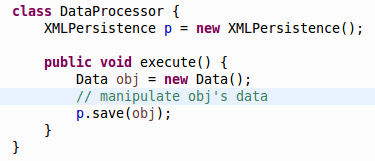 class DataProcessor {
    XMLPersistence p = new XMLPersistence();

    public void execute() {
        Data obj = new Data();
        // manipulate obj's data
        p.save(obj);
    }
}